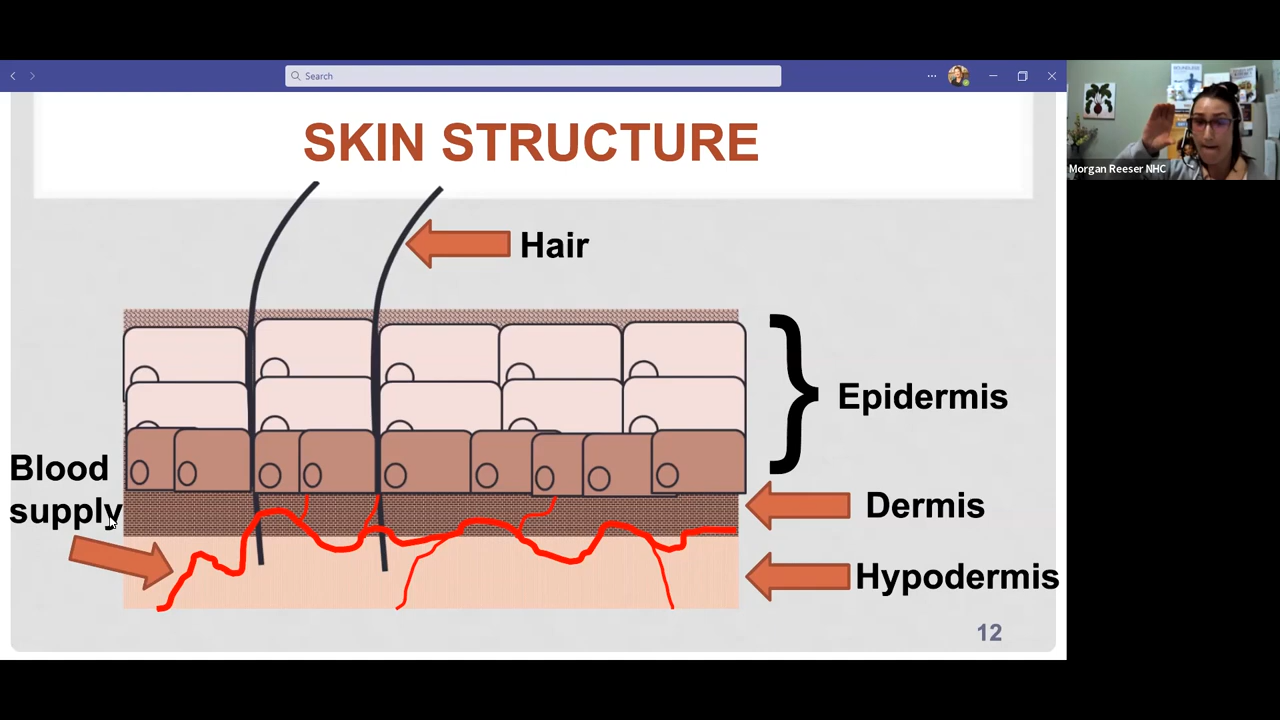 Search
SKIN STRUCTURE
Hair
Epidermis
Blood
supply
Dermis
Hypodermis
12
Morgan Reeser NHC